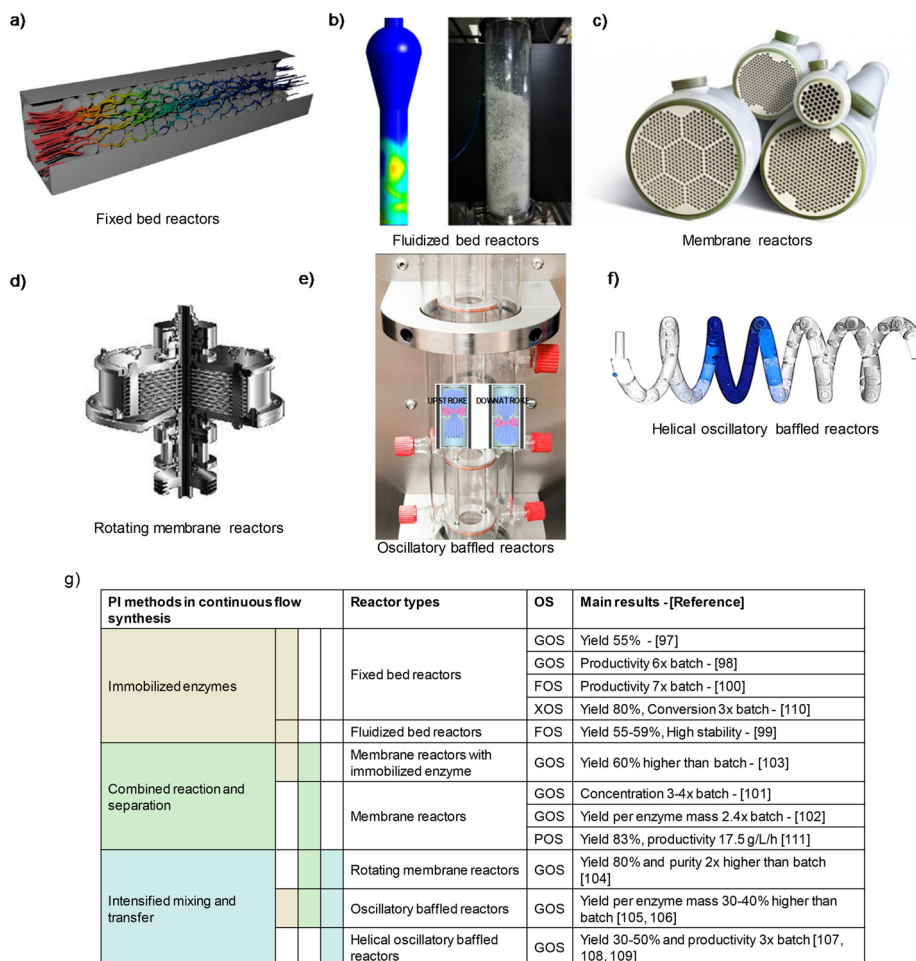 a)
b)
c)
Fixed bed reactors
Fluidized bed reactors
Membrane reactors
d)
e)
f)
UPSTROKE DOWNATROKE
Helical oscillatory baffled reactors
Rotating membrane reactors
Oscillatory baffled reactors
g)
PI methods in continuous flow
synthesis
Reactor types
OS
Main results -[Reference]
Immobilized enzymes
Fixed bed reactors
GOS
Yield 55% - [97]
GOS
Productivity 6x batch - [98]
FOS
Productivity 7x batch - [100]
XOS
Yield 80%, Conversion 3x batch - [110]
Fluidized bed reactors
FOS
Yield 55-59%, High stability - [99]
Combined reaction and
separation
Membrane reactors with
immobilized enzyme
GOS
Yield 60% higher than batch - [103]
Membrane reactors
GOS
Concentration 3-4x batch - [101]
GOS
Yield per enzyme mass 2.4x batch - [102]
POS
Yield 83%, productivity 17.5 g/L/h [111]
Intensified mixing and
transfer
Rotating membrane reactors
GOS
Yield 80% and purity 2x higher than batch
[104]
Oscillatory baffled reactors
GOS
Yield per enzyme mass 30-40% higher than
batch [105, 106]
Helical oscillatory baffled
reactors
GOS
Yield 30-50% and productivity 3x batch [107,
108, 109]